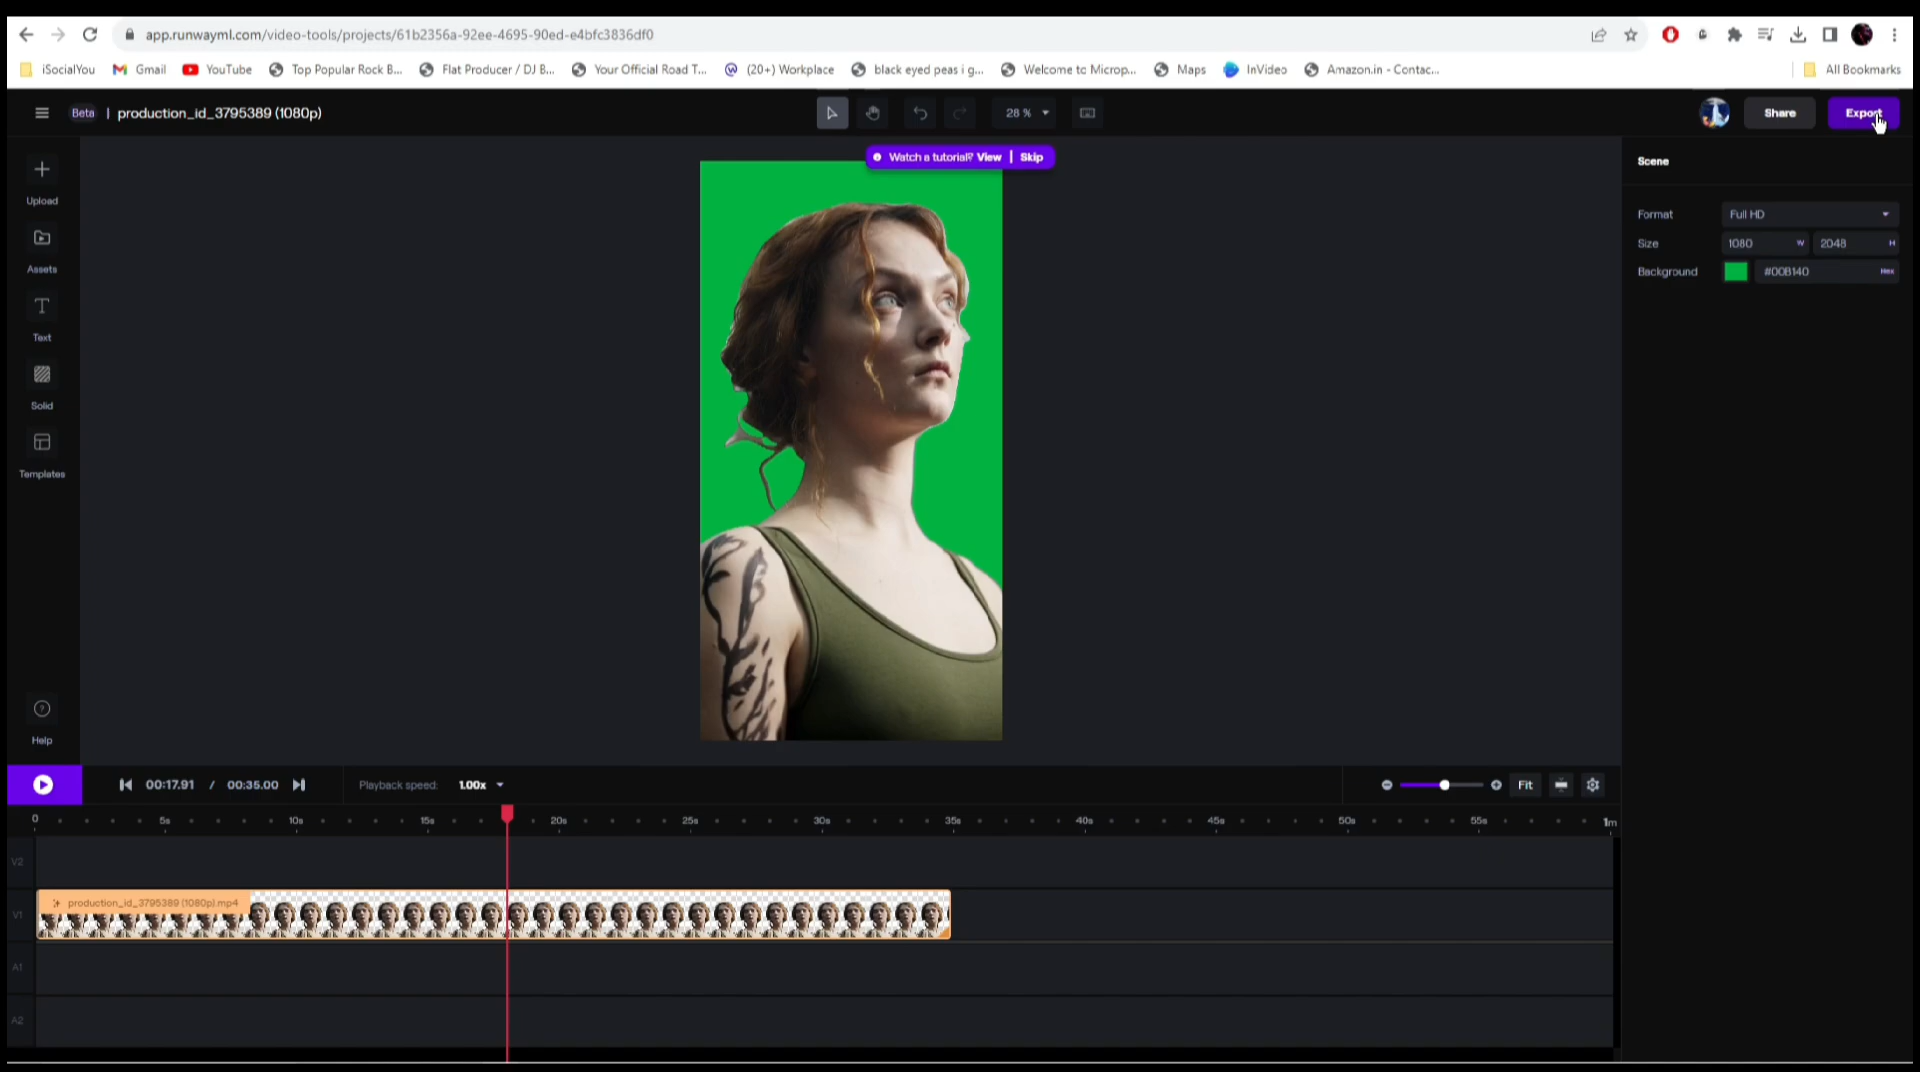 app.runwayml.com/video-tools/projects/61b2356a-92ee-4695-90ed-e4bfc3836df0
iSocialYou Gmail YouTube Top Popular Rock B... Flat Producer / DJ B... Your Official Road T... (20+) Workplace black eyed peas i g... Welcome to Microp... Maps InVideo Amazon.in - Contac... All Bookmarks
Beta | production_id_3795389 (1080p) 28 % Share Export
Watch a tutorial? View | Skip
Scene
Upload
Format Full HD
Size 1080 W 2048 H
Assets
Background #00B140 Hex
Text
Solid
Templates
Help
00:17.91 / 00:35.00 Playback speed: 1.00x Fit
0 5s 10s 15s 20s 25s 30s 35s 40s 45s 50s 55s 1m
V2
production_id_3795389 (1080p).mp4
V1
A1
A2